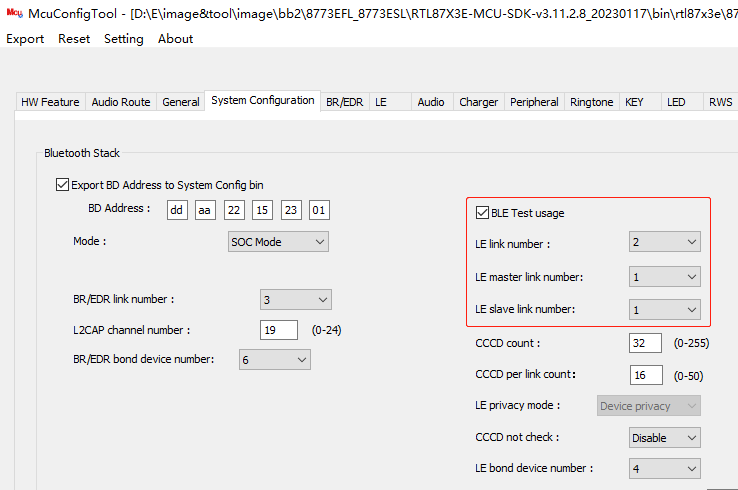 McuConfigTool - [D:\E\image&tool\image\bb2\8773EFL_8773ESL\RTL87X3E-MCU-SDK-v3.11.2.8_20230117\bin\rtl87x3e\87
Export Reset Setting About
HW Feature Audio Route General System Configuration BR/EDR LE Audio Charger Peripheral Ringtone KEY LED RWS
Bluetooth Stack
Export BD Address to System Config bin
BD Address : dd aa 22 15 23 01
Mode : SOC Mode
BR/EDR link number : 3
L2CAP channel number : 19 (0-24)
BR/EDR bond device number: 6
BLE Test usage
LE link number : 2
LE master link number: 1
LE slave link number: 1
CCCD count : 32 (0-255)
CCCD per link count: 16 (0-50)
LE privacy mode : Device privacy
CCCD not check : Disable
LE bond device number : 4